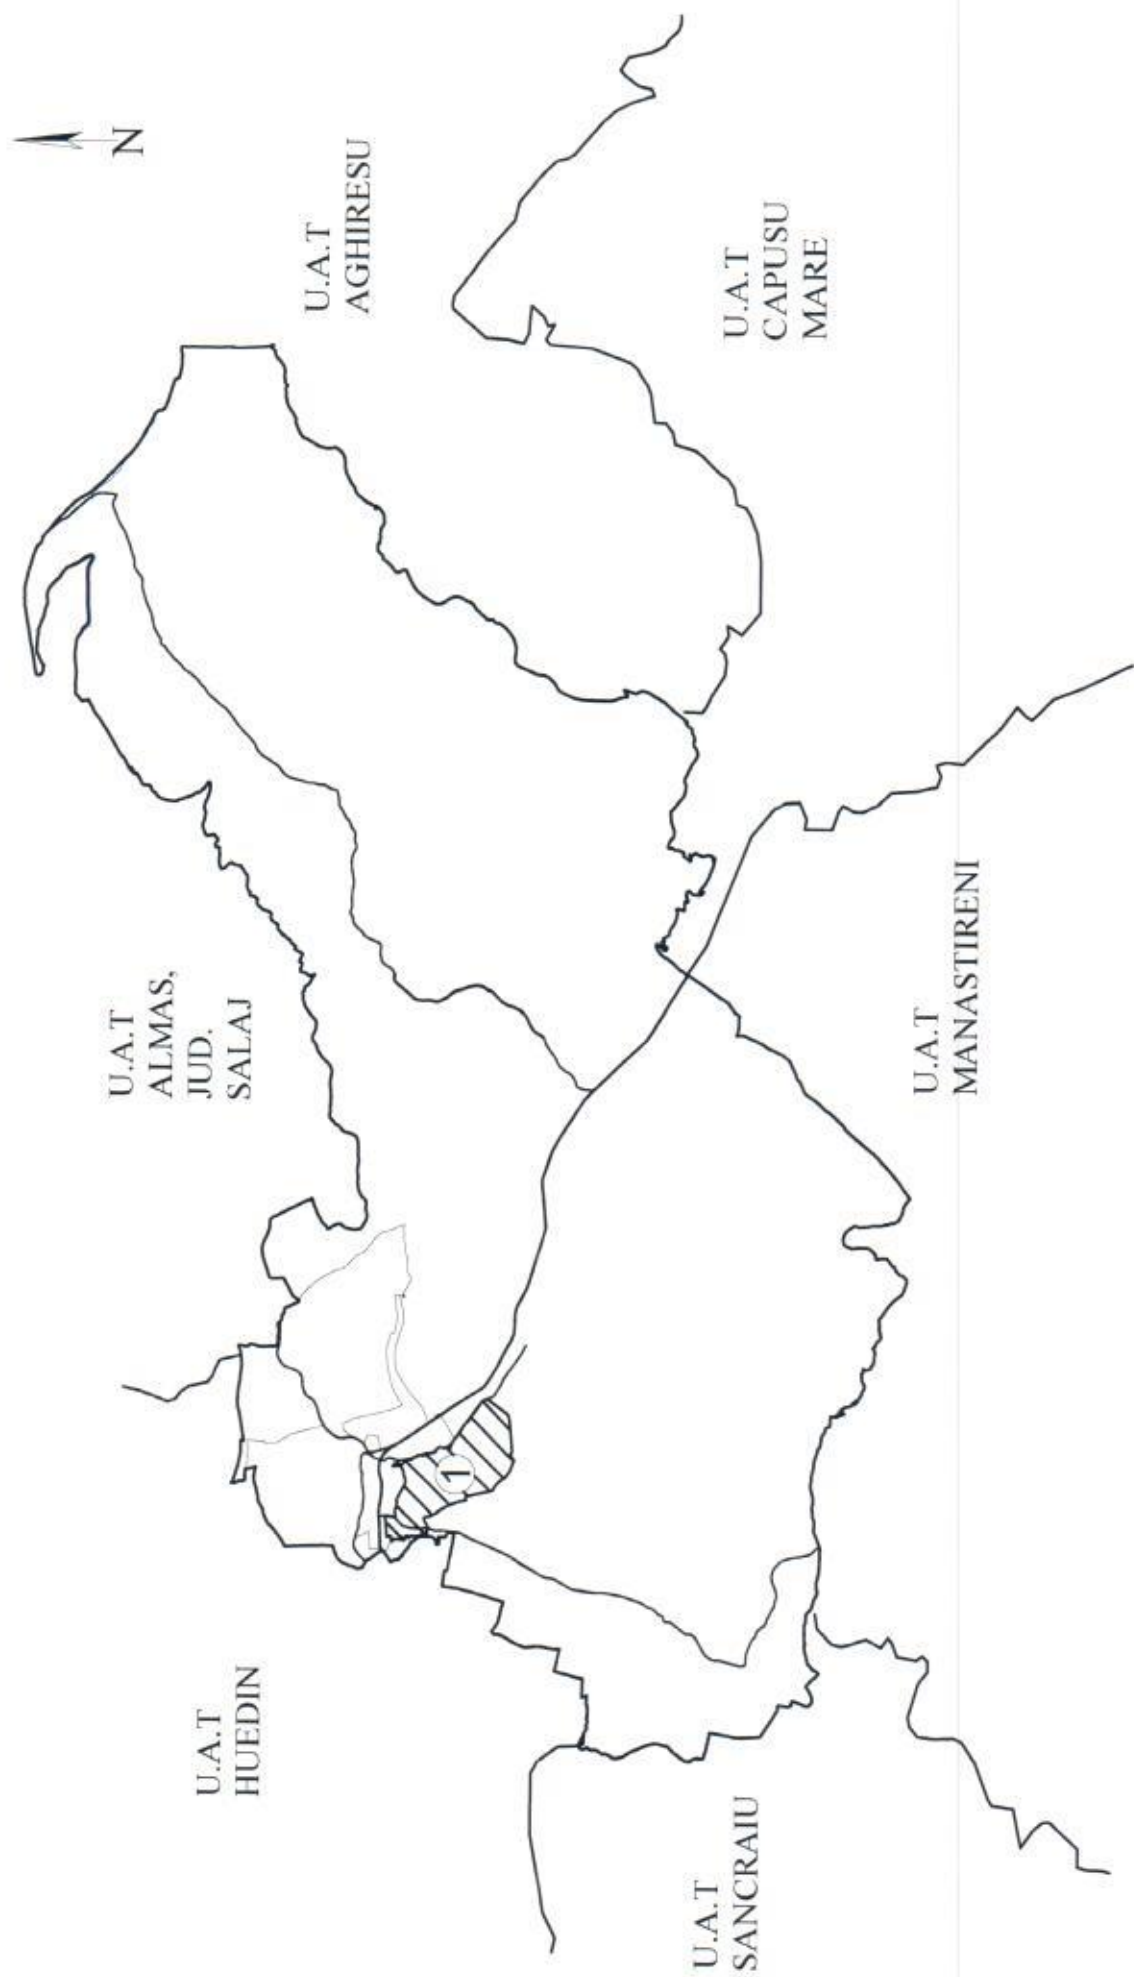 N
U.A.T
AGHIRESU
U.A.T
CAPUSU
MARE
U.A.T
ALMAS,
JUD.
SALAJ
U.A.T
MANASTIRENI
1
U.A.T
HUEDIN
U.A.T
SANCRAIU